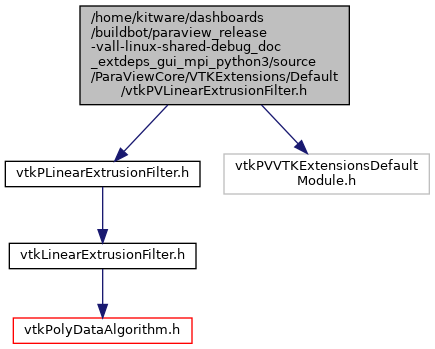 /home/kitware/dashboards
/buildbot/paraview_release
-vall-linux-shared-debug_doc
_extdeps_gui_mpi_python3/source
/ParaViewCore/VTKExtensions/Default
/vtkPVLinearExtrusionFilter.h
vtkPLinearExtrusionFilter.h
vtkPVVTKExtensionsDefault
Module.h
vtkLinearExtrusionFilter.h
vtkPolyDataAlgorithm.h